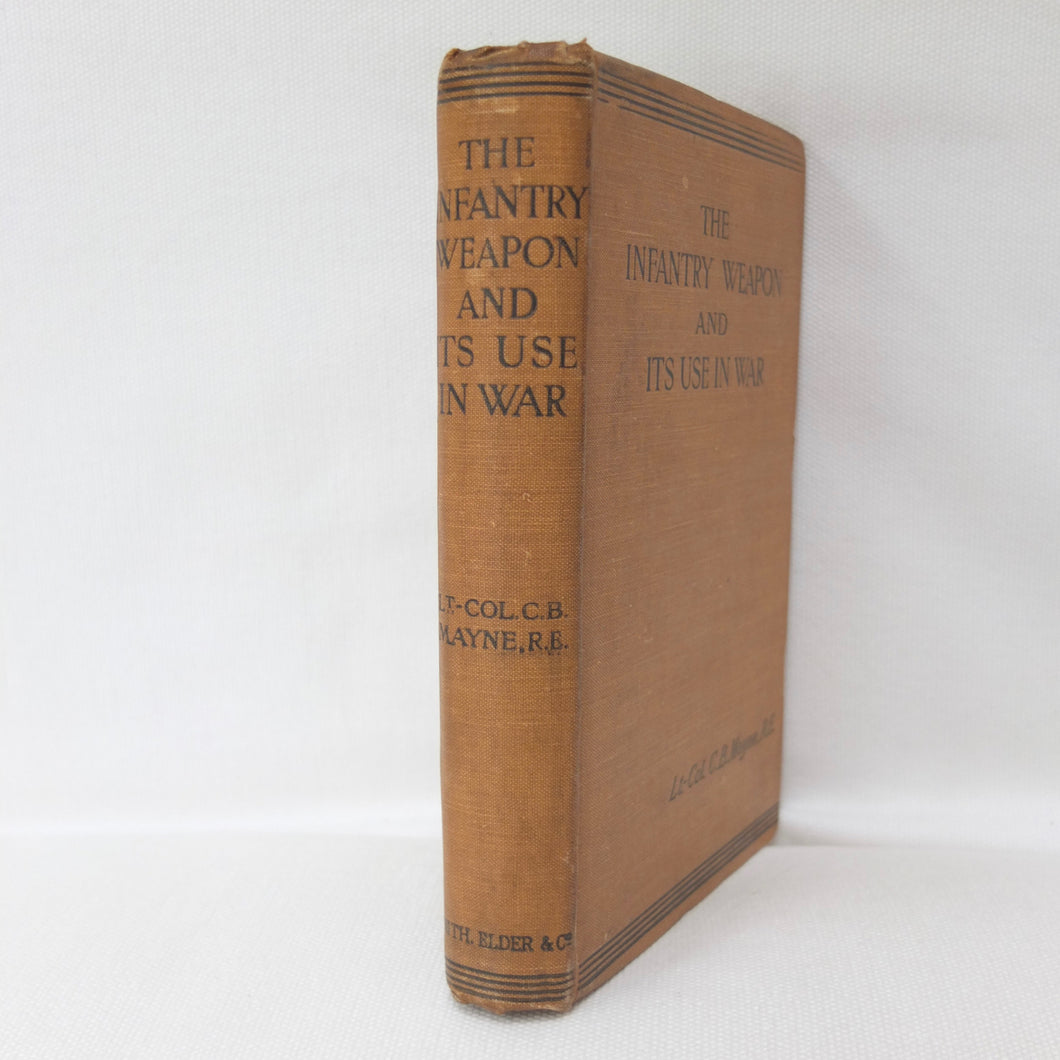 THE
INFANTRY
WEAPON
AND
ITS USE
IN WAR
LT.-COL. C.B.
MAYNE, R.E.
ITH. ELDER & Co
THE
INFANTRY WEAPON
AND
ITS USE IN WAR
Lt-Col. C.B. Mayne, R.E.